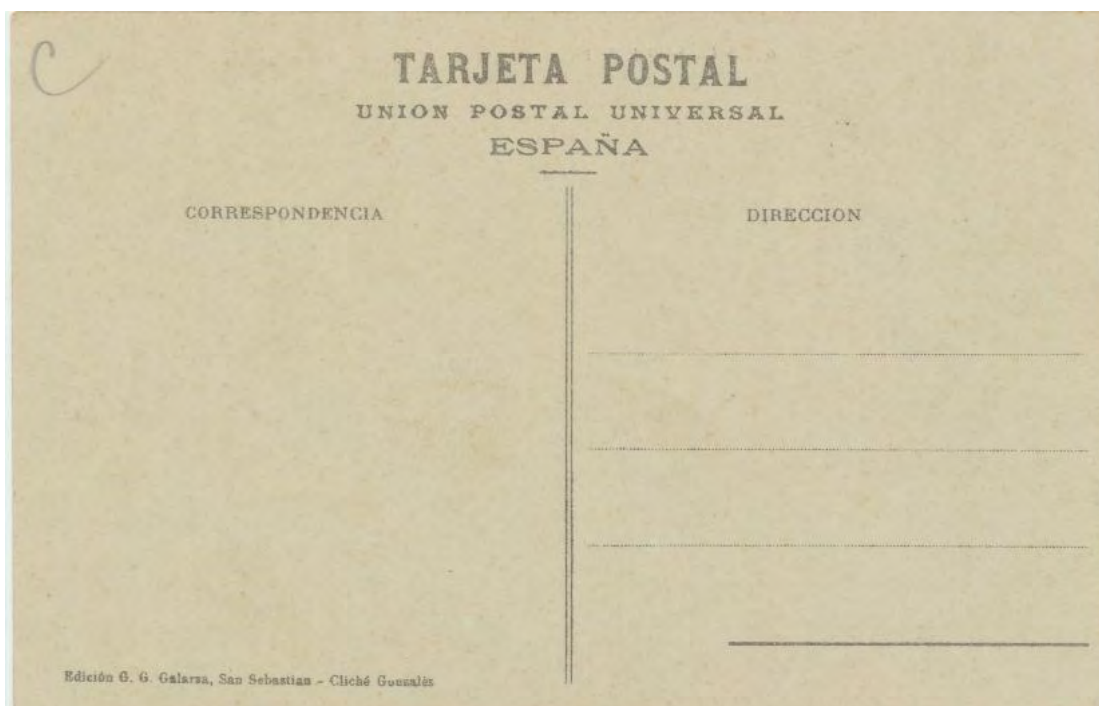 C
TARJETA POSTAL
UNION POSTAL UNIVERSAL
ESPAÑA
CORRESPONDENCIA
DIRECCION
Edición G. G. Galarza, San Sebastian - Cliché Gonzalès